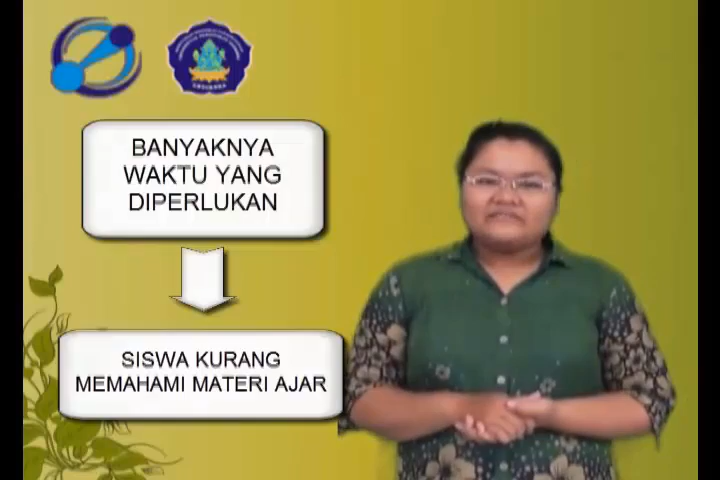 BANYAKNYA
WAKTU YANG
DIPERLUKAN
SISWA KURANG
MEMAHAMI MATERI AJAR